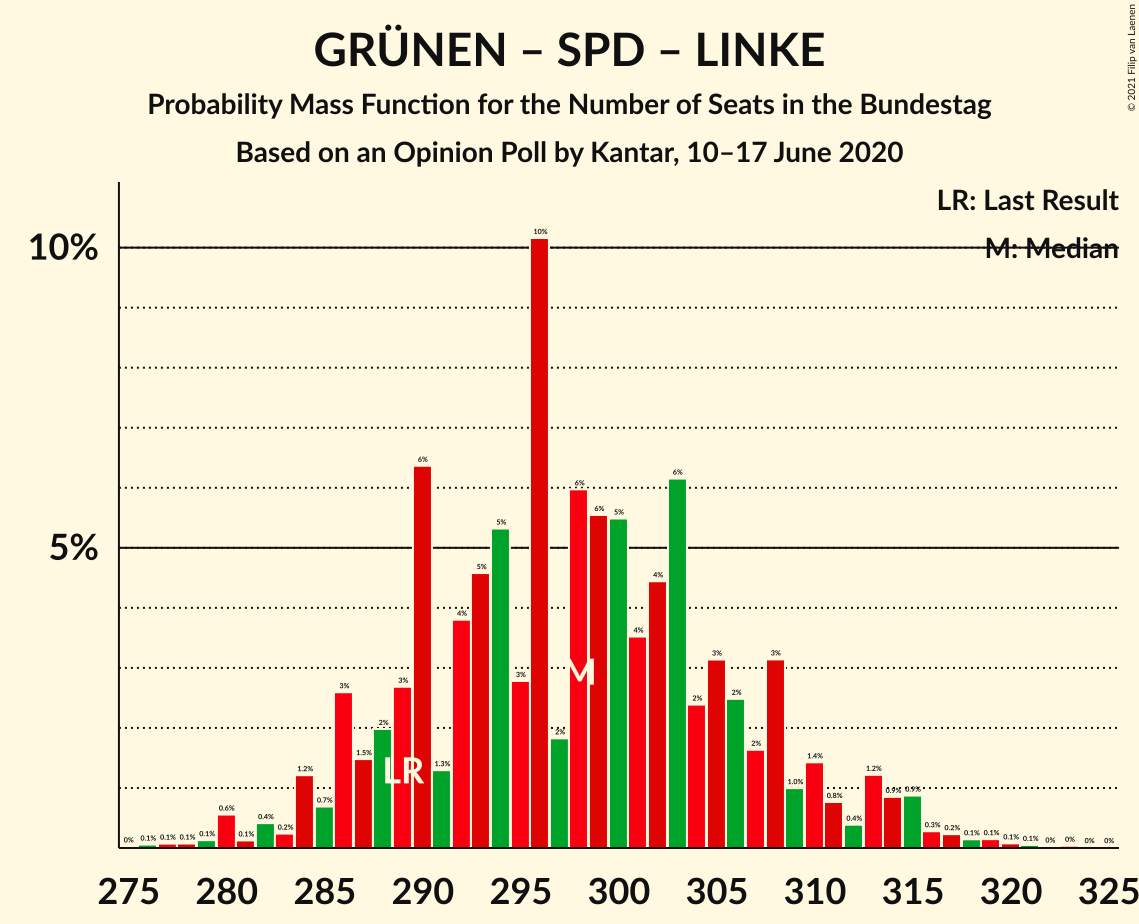 © 2021 Filip van Laenen
GRÜNEN – SPD – LINKE
Probability Mass Function for the Number of Seats in the Bundestag
Based on an Opinion Poll by Kantar, 10–17 June 2020
LR: Last Result
M: Median
10%
5%
0% 0.1% 0.1% 0.1% 0.1% 0.6% 0.1% 0.4% 0.2% 1.2% 0.7% 3% 1.5% 2% 3% 6% 1.3% 4% 5% 5% 3% 10% 2% 6% 6% 5% 4% 4% 6% 2% 3% 2% 2% 3% 1.0% 1.4% 0.8% 0.4% 1.2% 0.9% 0.9% 0.3% 0.2% 0.1% 0.1% 0.1% 0.1% 0% 0% 0% 0%
M
LR
275 280 285 290 295 300 305 310 315 320 325